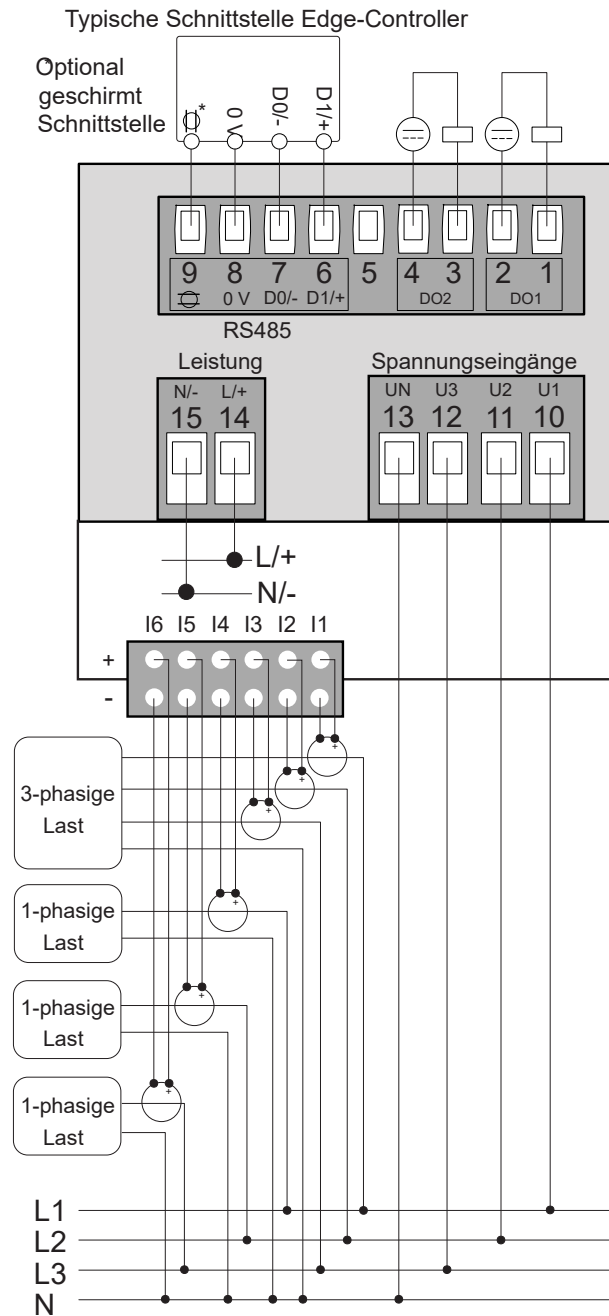 Typische Schnittstelle Edge-Controller
*Optional
geschirmt
Schnittstelle
* 0 V D0/- D1/+
9 8 7 6 5 4 3 2 1
0 V D0/- D1/+ DO2 DO1
RS485
Leistung Spannungseingänge
N/- L/+ UN U3 U2 U1
15 14 13 12 11 10
L/+
N/-
I6 I5 I4 I3 I2 I1
+
-
+
+
3-phasige
Last
+
+
1-phasige
Last
+
1-phasige
Last
+
1-phasige
Last
L1
L2
L3
N